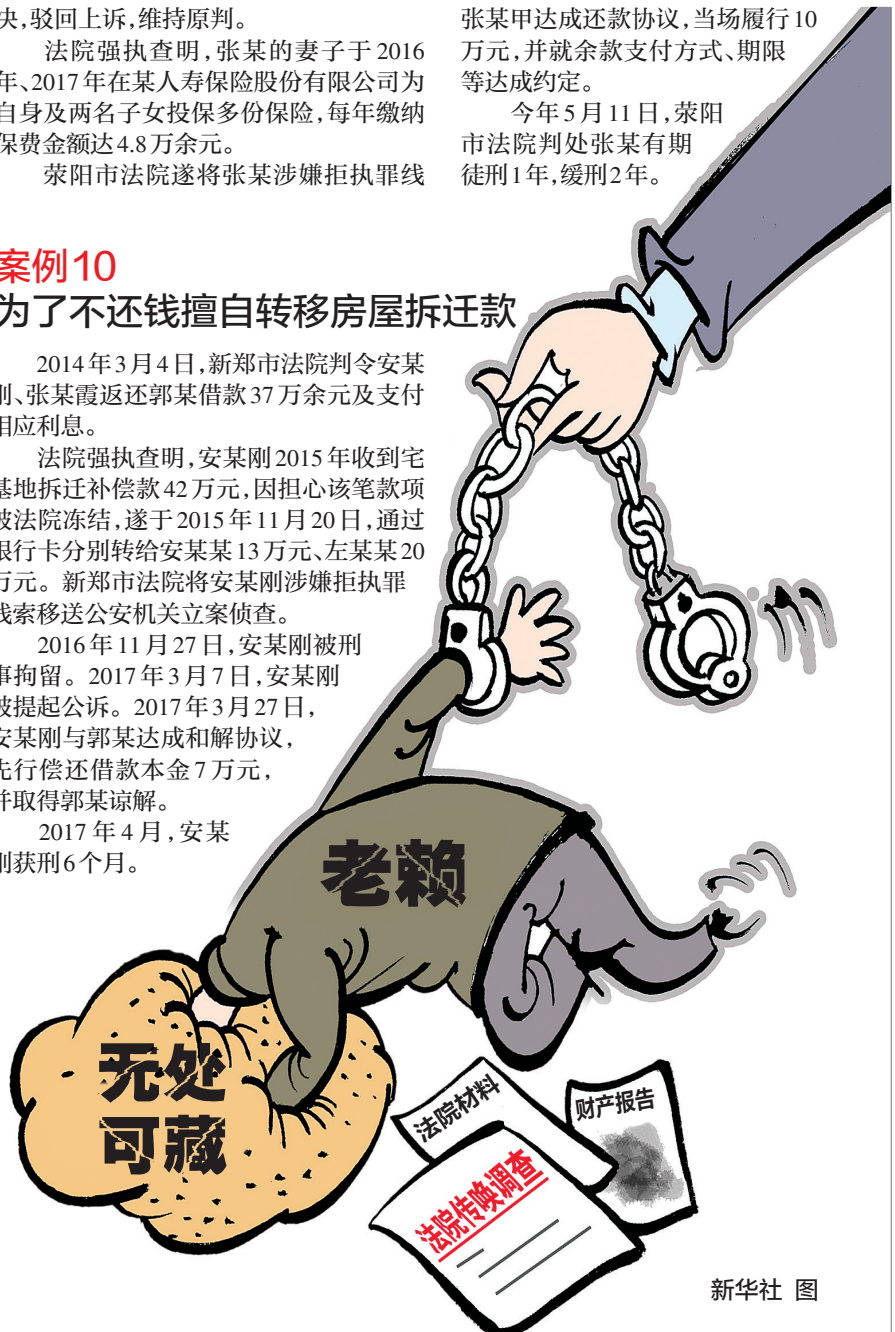 决,驳回上诉,维持原判。
法院强执查明,张某的妻子于2016
年、2017年在某人寿保险股份有限公司为
自身及两名子女投保多份保险,每年缴纳
保费金额达4.8万余元。
荥阳市法院遂将张某涉嫌拒执罪线
张某甲达成还款协议,当场履行10
万元,并就余款支付方式、期限
等达成约定。
今年5月11日,荥阳
市法院判处张某有期
徒刑1年,缓刑2年。
案例10
为了不还钱擅自转移房屋拆迁款
2014年3月4日,新郑市法院判令安某
刚、张某霞返还郭某借款37万余元及支付
相应利息。
法院强执查明,安某刚2015年收到宅
基地拆迁补偿款42万元,因担心该笔款项
被法院冻结,遂于2015年11月20日,通过
银行卡分别转给安某某13万元、左某某20
万元。新郑市法院将安某刚涉嫌拒执罪
线索移送公安机关立案侦查。
2016年11月27日,安某刚被刑
事拘留。2017年3月7日,安某刚
被提起公诉。2017年3月27日,
安某刚与郭某达成和解协议,
先行偿还借款本金7万元,
并取得郭某谅解。
2017年4月,安某
刚获刑6个月。
老赖
无处
可藏
法院材料
财产报告
法院传唤调查
新华社 图